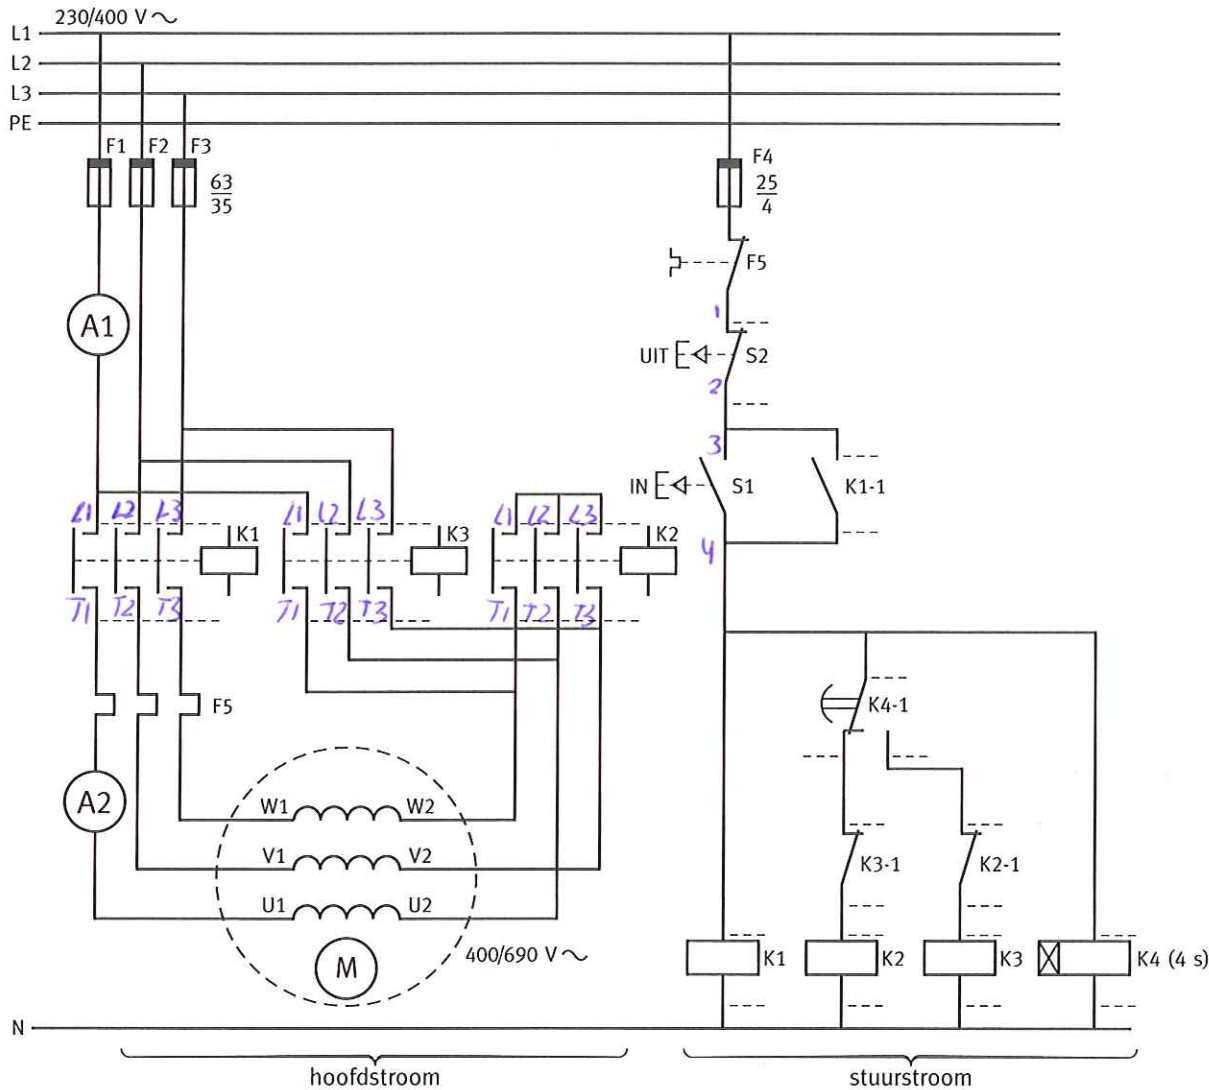 230/400 V ~
L1
L2
L3
PE
F1 F2 F3
63
35
F4
25
4
F5
A1
1
UIT S2
2
3
IN S1 K1-1
L1 L2 L3 K1 L1 L2 L3 K3 L1 L2 L3 K2
4
T1 T2 T3 T1 T2 T3 T1 T2 T3
F5 K4-1
A2
W1 W2
V1 V2 K3-1 K2-1
U1 U2
M 400/690 V ~
K1 K2 K3 K4 (4 s)
N
hoofdstroom stuurstroom